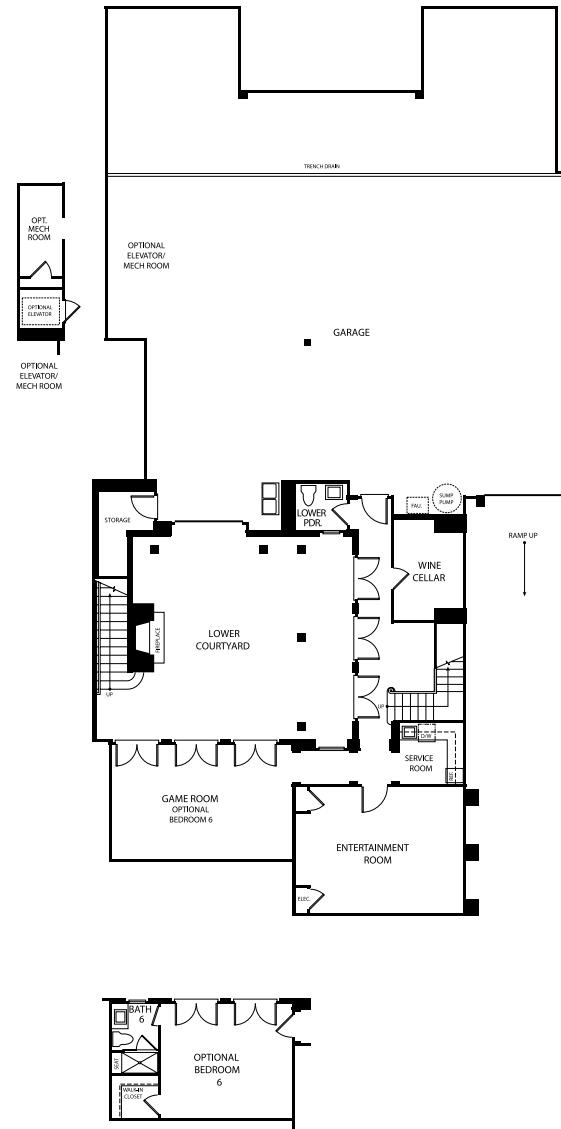 TRENCH DRAIN
OPT.
MECH
ROOM
OPTIONAL
ELEVATOR/
MECH ROOM
OPTIONAL
ELEVATOR
GARAGE
OPTIONAL
ELEVATOR/
MECH ROOM
STORAGE
LOWER
PDR.
FAU.
SUMP
PUMP
RAMP UP
WINE
CELLAR
LOWER
COURTYARD
FIREPLACE
UP
UP
D/W
SERVICE
ROOM
REF.
GAME ROOM
OPTIONAL
BEDROOM 6
ENTERTAINMENT
ROOM
ELEC.
BATH
6
SEAT
OPTIONAL
BEDROOM
6
WALK-IN
CLOSET